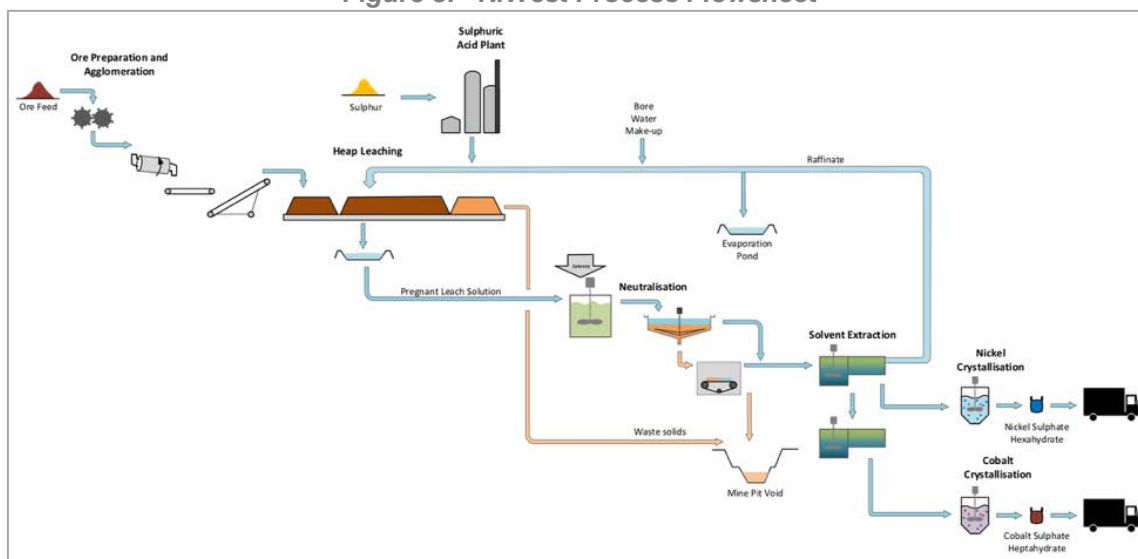 Figure 3: NiWest Process Flowsheet
Ore Preparation and
Agglomeration
Ore Feed
Sulphuric
Acid Plant
Sulphur
Bore
Water
Make-up
Heap Leaching
Raffinate
Evaporation
Pond
Calcrete
Pregnant Leach Solution
Neutralisation
Solvent Extraction
Nickel
Crystallisation
Nickel Sulphate
Hexahydrate
Waste solids
Mine Pit Void
Cobalt
Crystallisation
Cobalt Sulphate
Heptahydrate